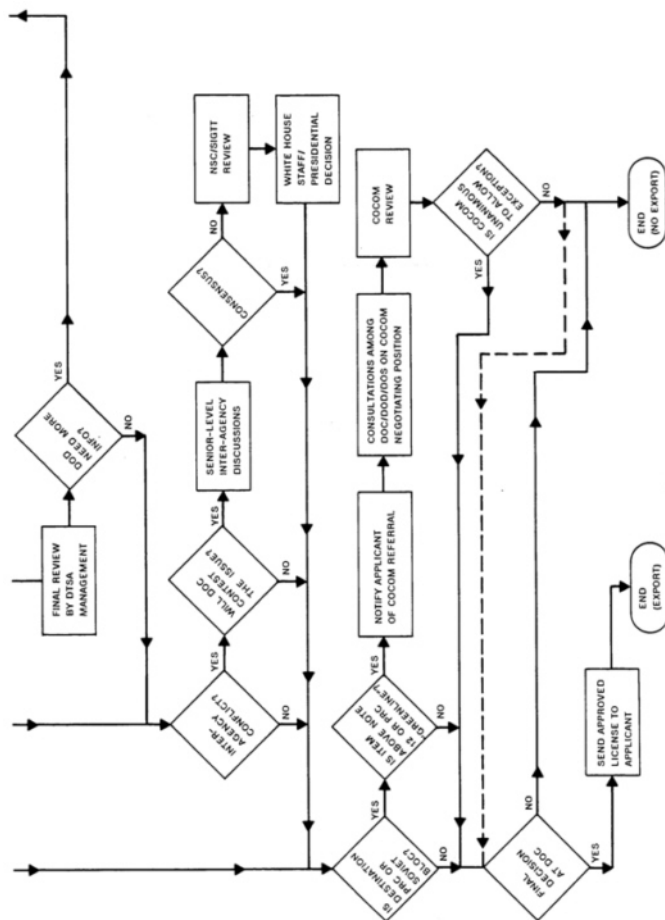 FINAL REVIEW
BY DTSA
MANAGEMENT
DOD
NEED MORE
INFO?
YES
NO
INTER-
AGENCY
CONFLICT?
YES
NO
WILL DOC
CONTEST
THE ISSUE?
YES
NO
SENIOR-LEVEL
INTER-AGENCY
DISCUSSIONS
CONSENSUS?
NO
YES
NSC/SIGTT
REVIEW
WHITE HOUSE
STAFF/
PRESIDENTIAL
DECISION
IS
DESTINATION
PRC OR
SOVIET
BLOC?
YES
NO
IS ITEM
ABOVE NOTE
12 OR PRC
"GREENLINE"?
YES
NO
NOTIFY APPLICANT
OF COCOM REFERRAL
CONSULTATIONS AMONG
DOC/DOD/DOS ON COCOM
NEGOTIATING POSITION
COCOM
REVIEW
IS COCOM
UNANIMOUS
TO ALLOW
EXCEPTION?
YES
NO
FINAL
DECISION
AT DOC
NO
YES
SEND APPROVED
LICENSE TO
APPLICANT
END
(EXPORT)
END
(NO EXPORT)